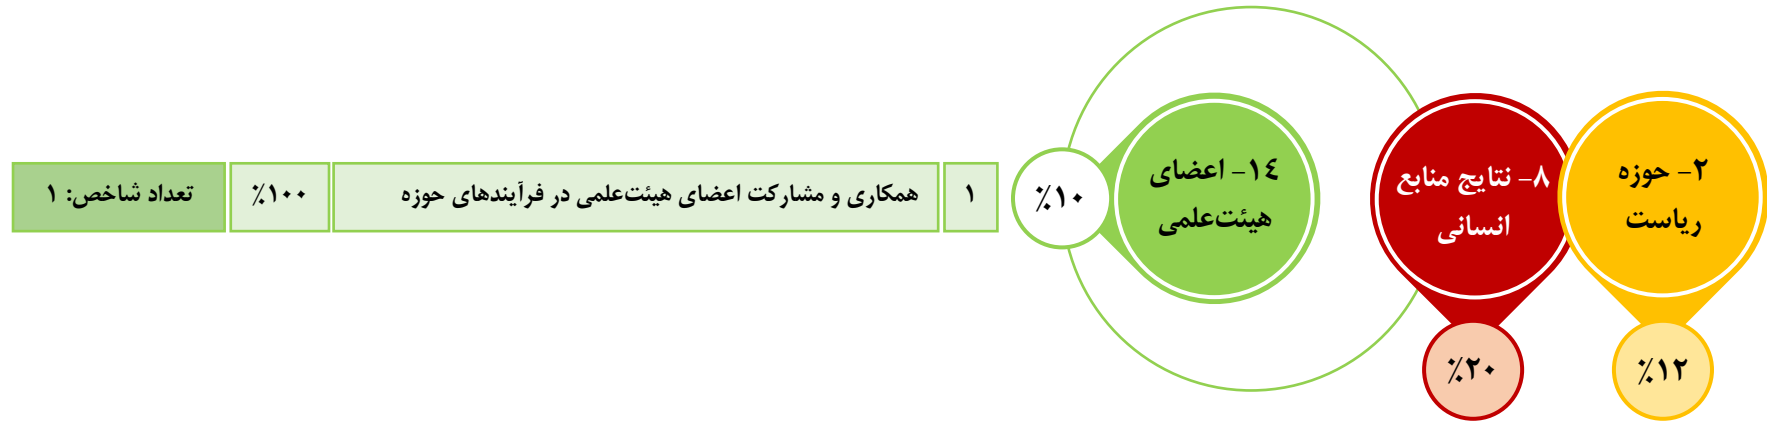 ۲- حوزه
ریاست
٪۱۲
۸- نتایج منابع
انسانی
٪۲۰
۱٤- اعضای
هیئت‌علمی
٪۱۰
۱
همکاری و مشارکت اعضای هیئت‌علمی در فرآیندهای حوزه
٪۱۰۰
تعداد شاخص: ۱